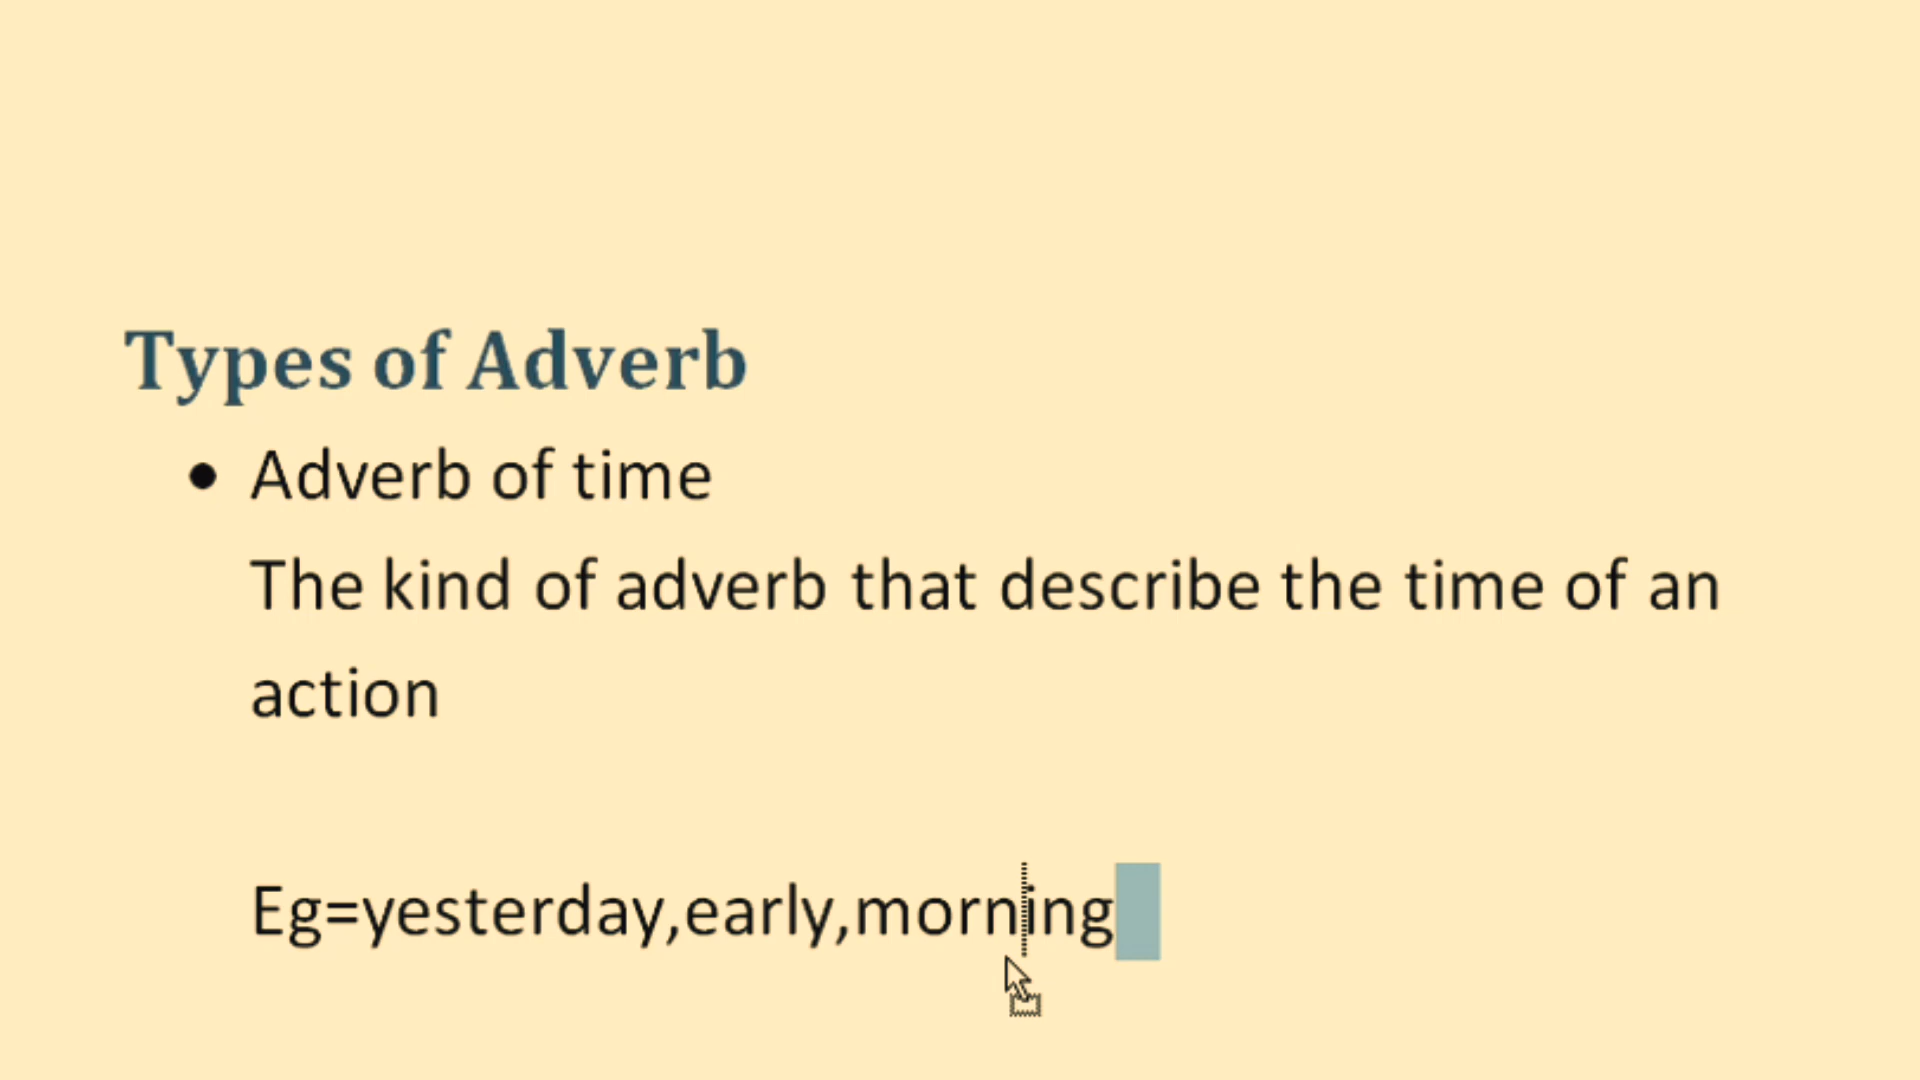 Types of Adverb
• Adverb of time
The kind of adverb that describe the time of an
action
Eg=yesterday,early,morning